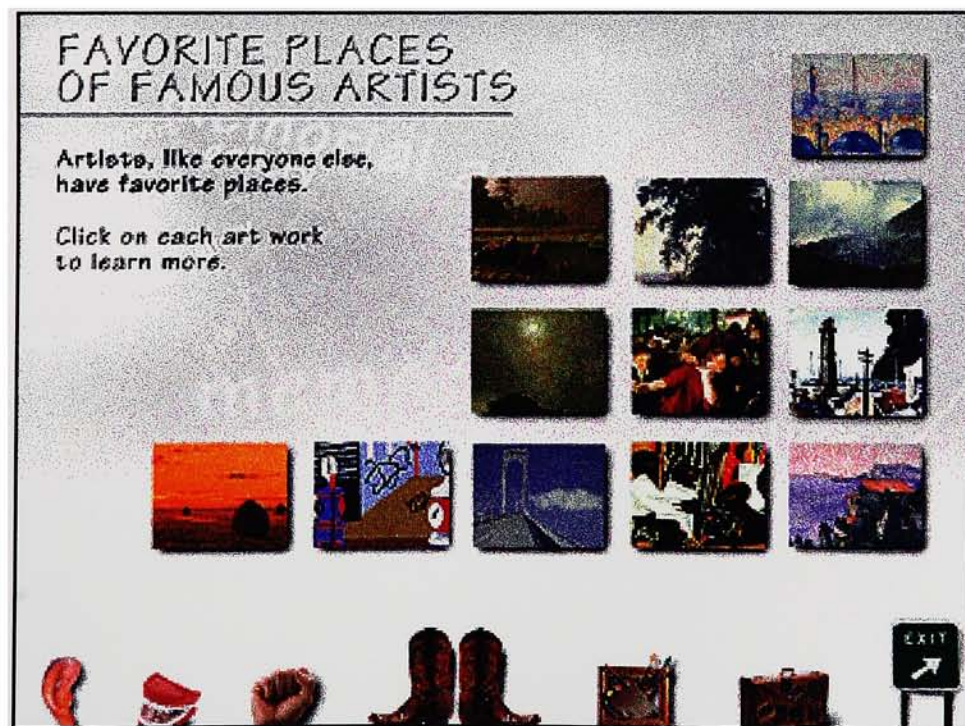 FAVORITE PLACES
OF FAMOUS ARTISTS
Artists, like everyone else,
have favorite places.
Click on each art work
to learn more.
EXIT